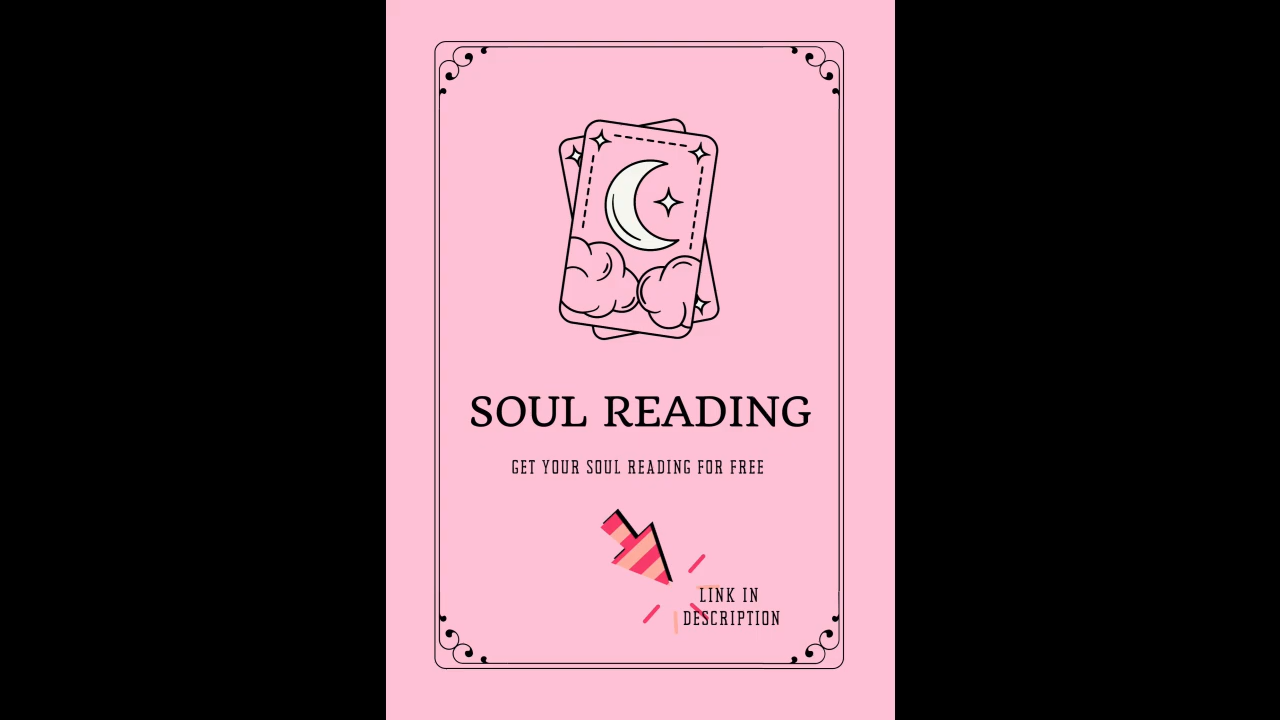 SOUL READING
GET YOUR SOUL READING FOR FREE
LINK IN
DESCRIPTION